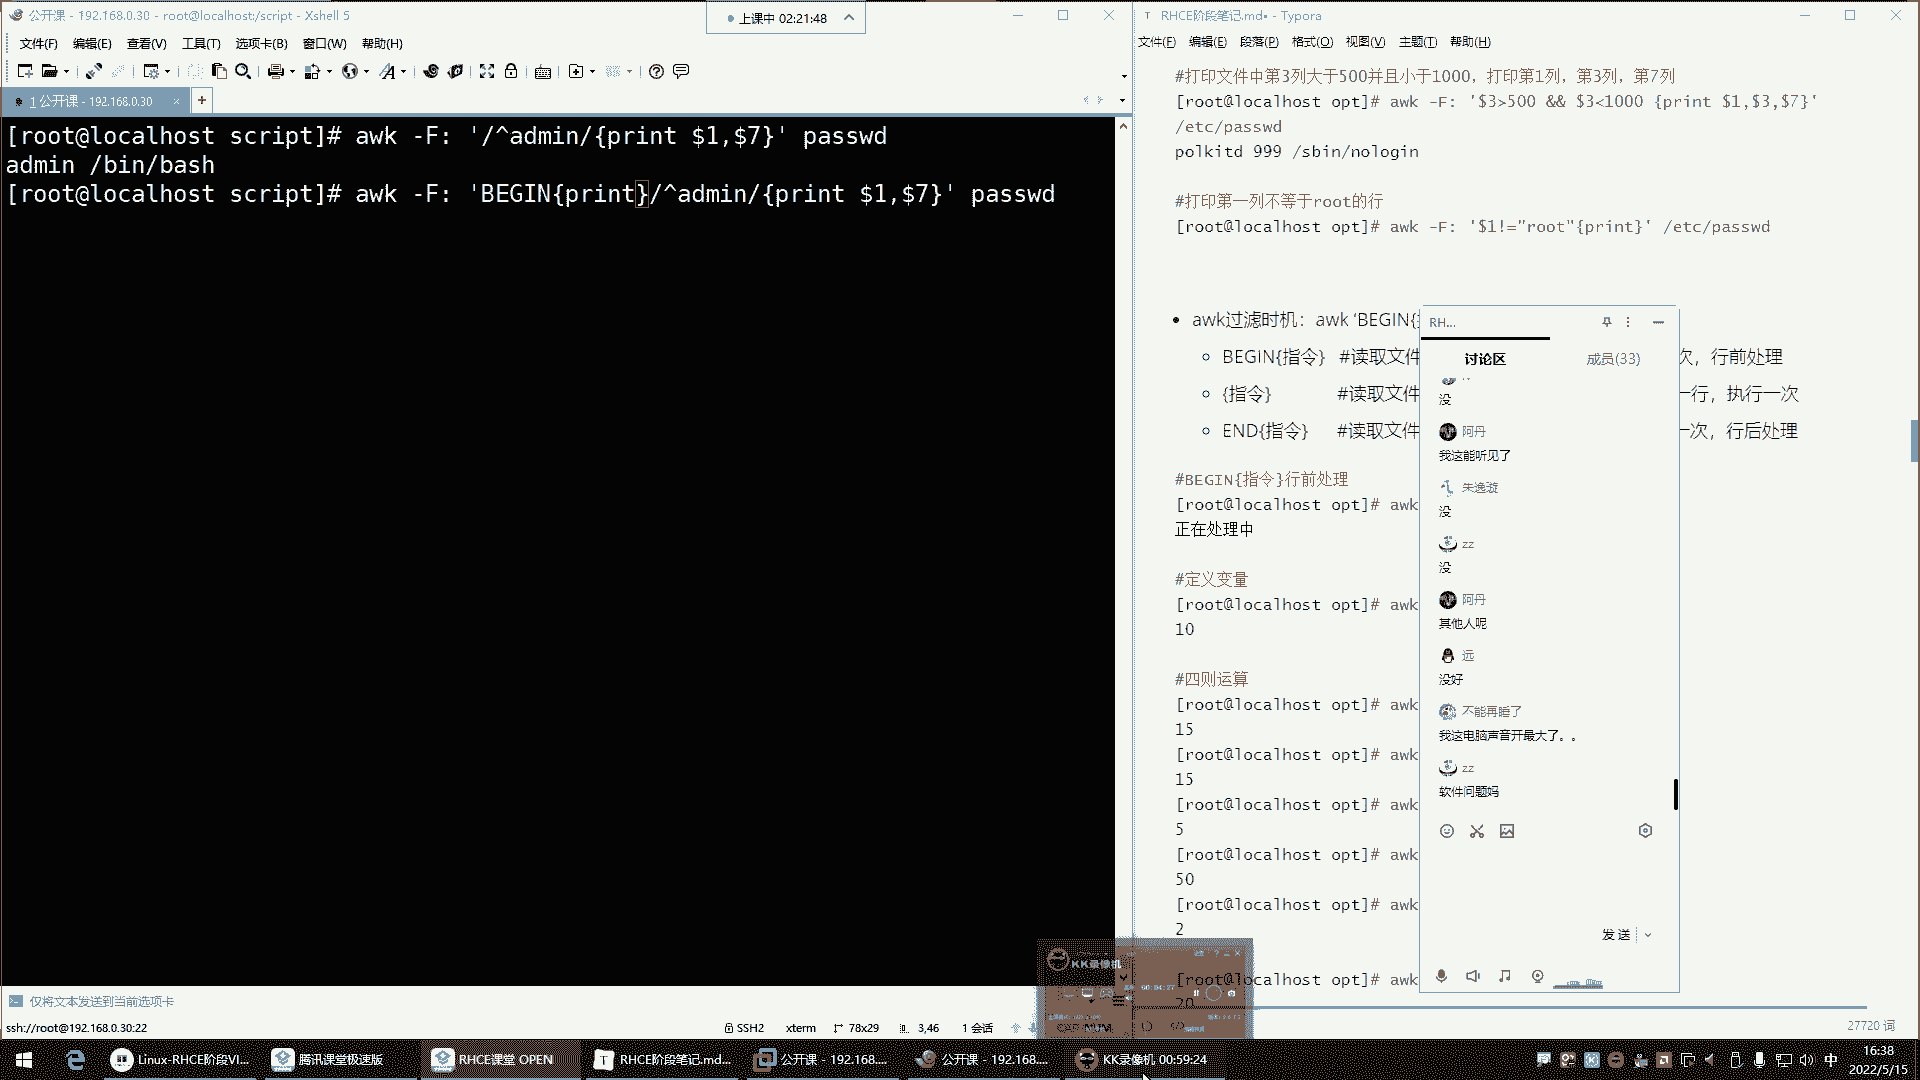 公开课 - 192.168.0.30 - root@localhost:/script - Xshell 5
上课中 02:21:48
文件(F) 编辑(E) 查看(V) 工具(T) 选项卡(B) 窗口(W) 帮助(H)
1 公开课 - 192.168.0.30 × +
[root@localhost script]# awk -F: '/^admin/{print $1,$7}' passwd
admin /bin/bash
[root@localhost script]# awk -F: 'BEGIN{print}/^admin/{print $1,$7}' passwd
仅将文本发送到当前选项卡
ssh://root@192.168.0.30:22 SSH2 xterm 78x29 3,46 1 会话 CAP NUM
RHCE阶段笔记.md• - Typora
文件(F) 编辑(E) 段落(P) 格式(O) 视图(V) 主题(T) 帮助(H)
#打印文件中第3列大于500并且小于1000，打印第1列，第3列，第7列
[root@localhost opt]# awk -F: '$3>500 && $3<1000 {print $1,$3,$7}'
/etc/passwd
polkitd 999 /sbin/nologin
#打印第一列不等于root的行
[root@localhost opt]# awk -F: '$1!="root"{print}' /etc/passwd
awk过滤时机：awk ‘BEGIN{
BEGIN{指令} #读取文件 次，行前处理
{指令} #读取文件 一行，执行一次
END{指令} #读取文件 一次，行后处理
#BEGIN{指令}行前处理
[root@localhost opt]# awk
正在处理中
#定义变量
[root@localhost opt]# awk
10
#四则运算
[root@localhost opt]# awk
15
[root@localhost opt]# awk
15
[root@localhost opt]# awk
5
[root@localhost opt]# awk
50
[root@localhost opt]# awk
2
[root@localhost opt]# awk
20
27720 词
RH...
讨论区 成员(33)
没
阿丹
我这能听见了
朱逸璇
没
zz
没
阿丹
其他人呢
远
没好
不能再睡了
我这电脑声音开最大了。。
zz
软件问题妈
发送
KK录像机
00:04:27
Linux-RHCE阶段VI...
腾讯课堂极速版
RHCE课堂 OPEN
RHCE阶段笔记.md...
公开课 - 192.168....
公开课 - 192.168....
KK录像机 00:59:24
中
16:38
2022/5/15